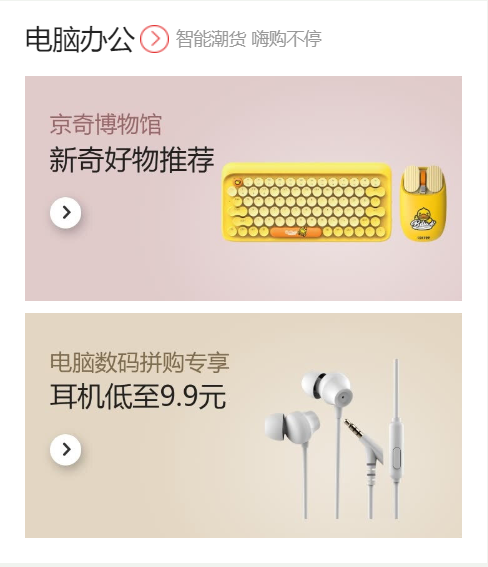 电脑办公
智能潮货 嗨购不停
京奇博物馆
新奇好物推荐
电脑数码拼购专享
耳机低至9.9元